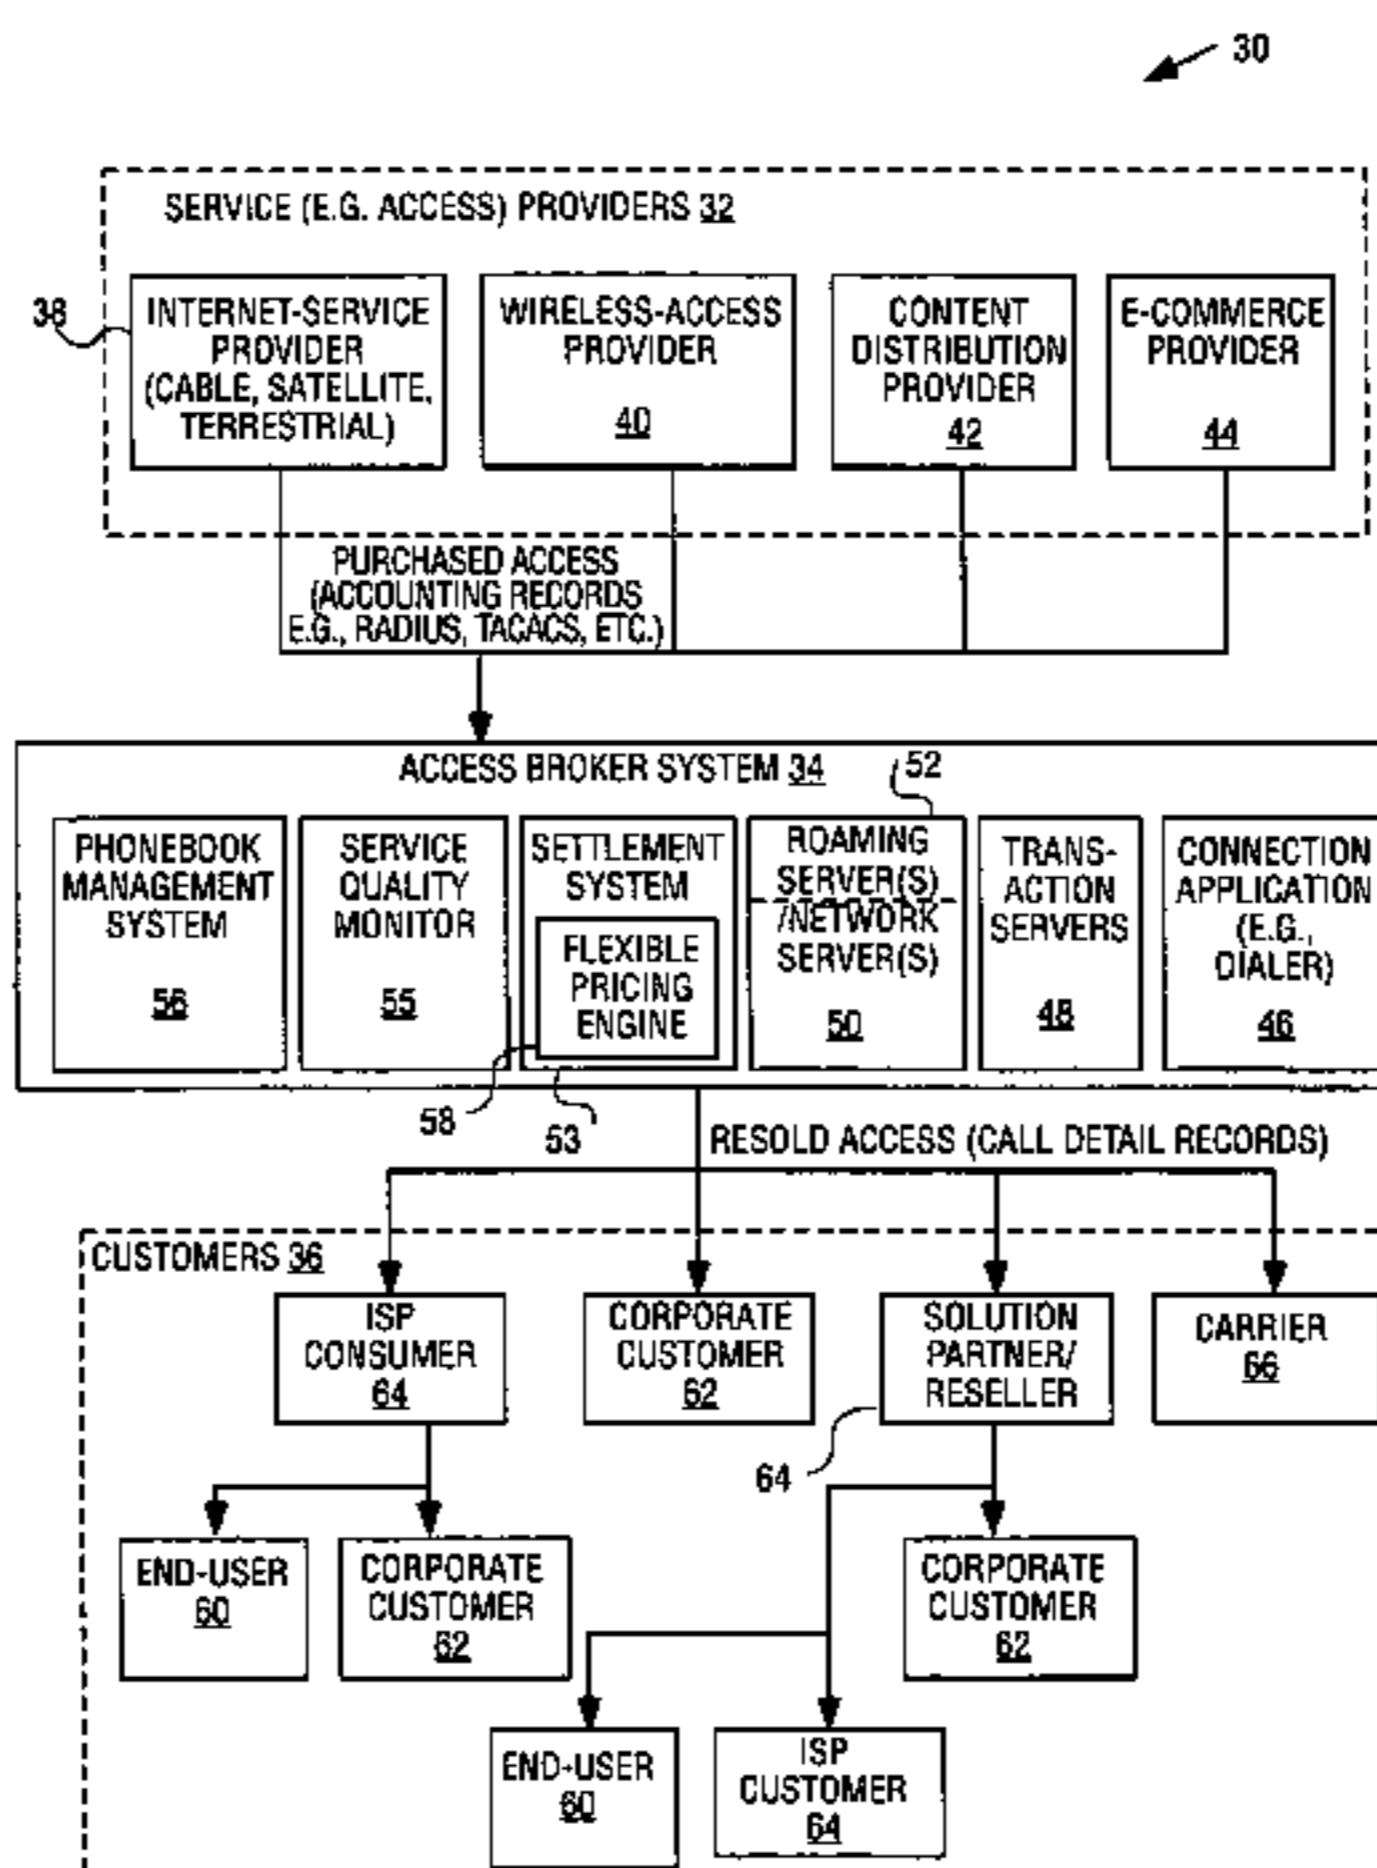 30
SERVICE (E.G. ACCESS) PROVIDERS 32
38
INTERNET-SERVICE
PROVIDER
(CABLE, SATELLITE,
TERRESTRIAL)
WIRELESS-ACCESS
PROVIDER
40
CONTENT
DISTRIBUTION
PROVIDER
42
E-COMMERCE
PROVIDER
44
PURCHASED ACCESS
(ACCOUNTING RECORDS
E.G., RADIUS, TACACS, ETC.)
ACCESS BROKER SYSTEM 34
52
PHONEBOOK
MANAGEMENT
SYSTEM
56
SERVICE
QUALITY
MONITOR
55
SETTLEMENT
SYSTEM
FLEXIBLE
PRICING
ENGINE
58
53
ROAMING
SERVER(S)
/NETWORK
SERVER(S)
50
TRANS-
ACTION
SERVERS
48
CONNECTION
APPLICATION
(E.G.,
DIALER)
46
RESOLD ACCESS (CALL DETAIL RECORDS)
CUSTOMERS 36
ISP
CONSUMER
64
CORPORATE
CUSTOMER
62
SOLUTION
PARTNER/
RESELLER
64
CARRIER
66
END-USER
60
CORPORATE
CUSTOMER
62
CORPORATE
CUSTOMER
62
END-USER
60
ISP
CUSTOMER
64